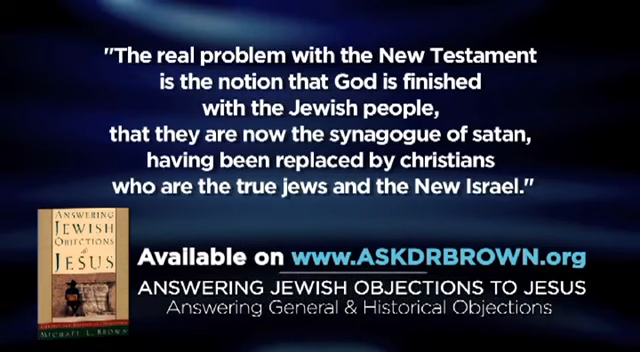 "The real problem with the New Testament
is the notion that God is finished
with the Jewish people,
that they are now the synagogue of satan,
having been replaced by christians
who are the true jews and the New Israel."
ANSWERING
JEWISH
OBJECTIONS
to
JESUS
MICHAEL L. BROWN
Available on www.ASKDRBROWN.org
ANSWERING JEWISH OBJECTIONS TO JESUS
Answering General & Historical Objections